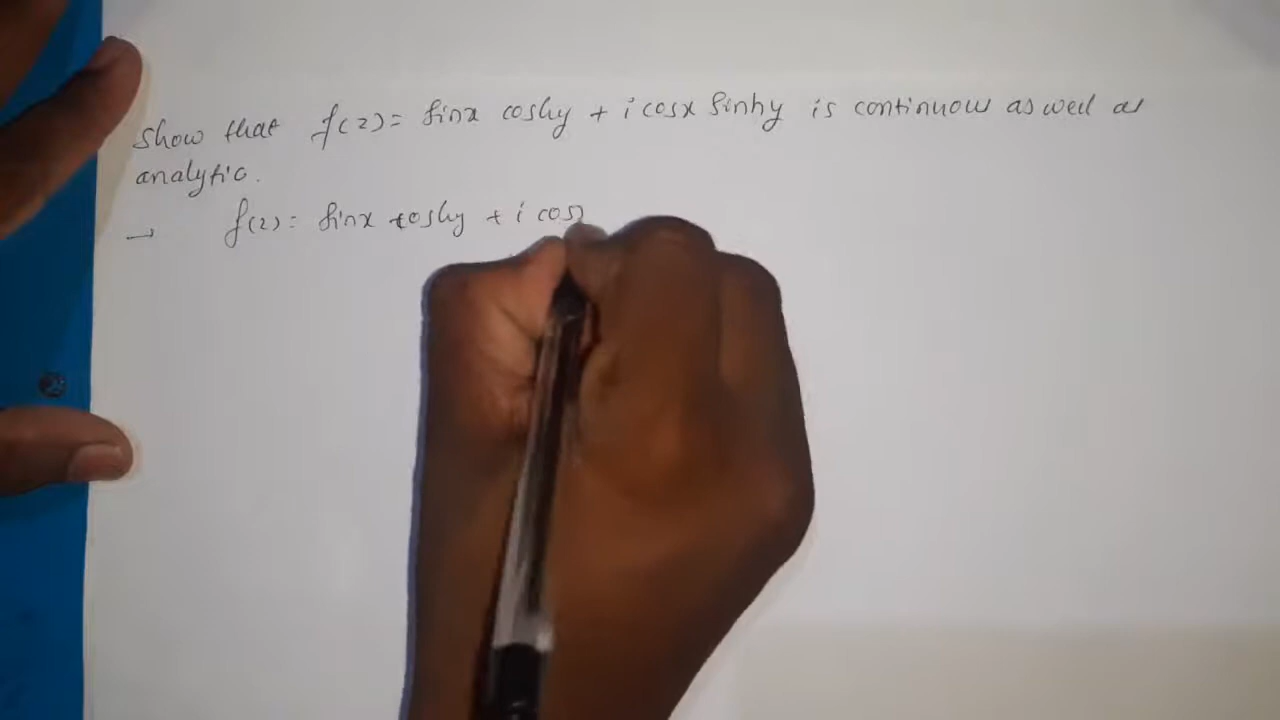 Show that f(z) = sinx coshy + i cosx sinhy is continuous as well as
analytic.
→ f(z) = sinx coshy + i cos